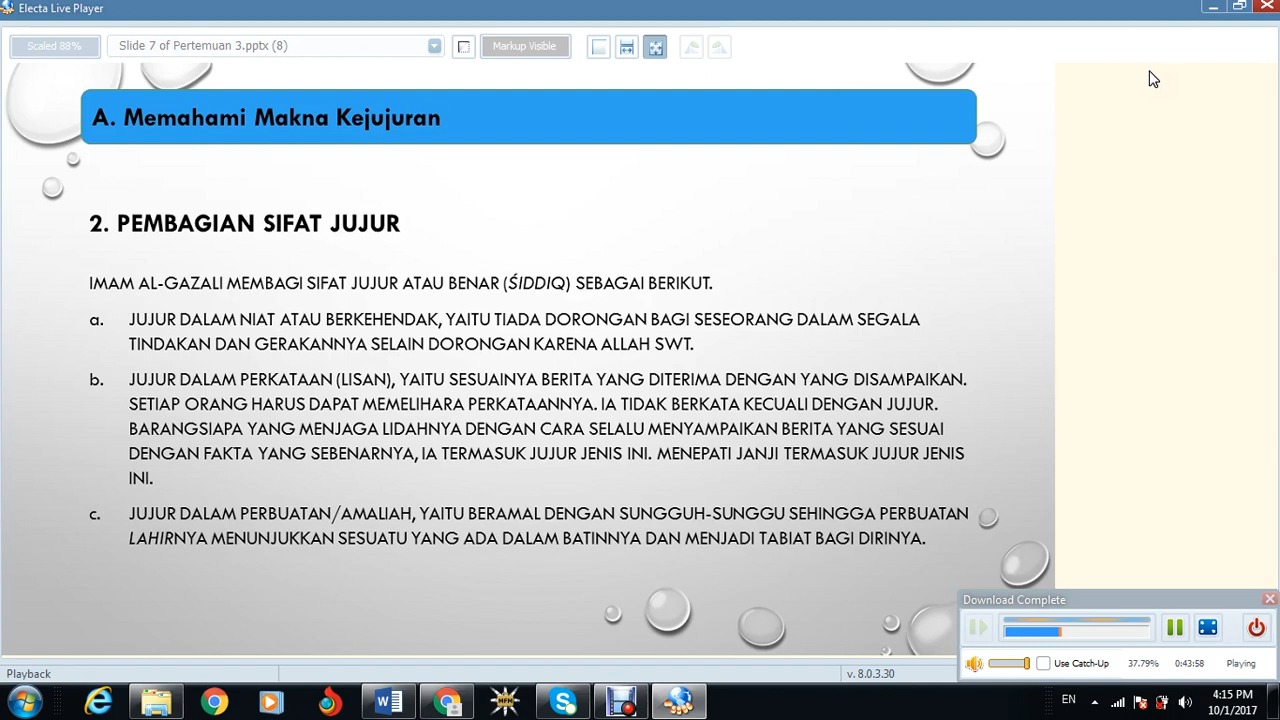 Electa Live Player
Scaled 88%
Slide 7 of Pertemuan 3.pptx (8)
Markup Visible
A. Memahami Makna Kejujuran
2. PEMBAGIAN SIFAT JUJUR
IMAM AL-GAZALI MEMBAGI SIFAT JUJUR ATAU BENAR (ŚIDDIQ) SEBAGAI BERIKUT.
a. JUJUR DALAM NIAT ATAU BERKEHENDAK, YAITU TIADA DORONGAN BAGI SESEORANG DALAM SEGALA
TINDAKAN DAN GERAKANNYA SELAIN DORONGAN KARENA ALLAH SWT.
b. JUJUR DALAM PERKATAAN (LISAN), YAITU SESUAINYA BERITA YANG DITERIMA DENGAN YANG DISAMPAIKAN.
SETIAP ORANG HARUS DAPAT MEMELIHARA PERKATAANNYA. IA TIDAK BERKATA KECUALI DENGAN JUJUR.
BARANGSIAPA YANG MENJAGA LIDAHNYA DENGAN CARA SELALU MENYAMPAIKAN BERITA YANG SESUAI
DENGAN FAKTA YANG SEBENARNYA, IA TERMASUK JUJUR JENIS INI. MENEPATI JANJI TERMASUK JUJUR JENIS
INI.
c. JUJUR DALAM PERBUATAN/AMALIAH, YAITU BERAMAL DENGAN SUNGGUH-SUNGGU SEHINGGA PERBUATAN
LAHIRNYA MENUNJUKKAN SESUATU YANG ADA DALAM BATINNYA DAN MENJADI TABIAT BAGI DIRINYA.
Download Complete
Use Catch-Up 37.79% 0:43:58 Playing
Playback
v. 8.0.3.30
EN
4:15 PM
10/1/2017